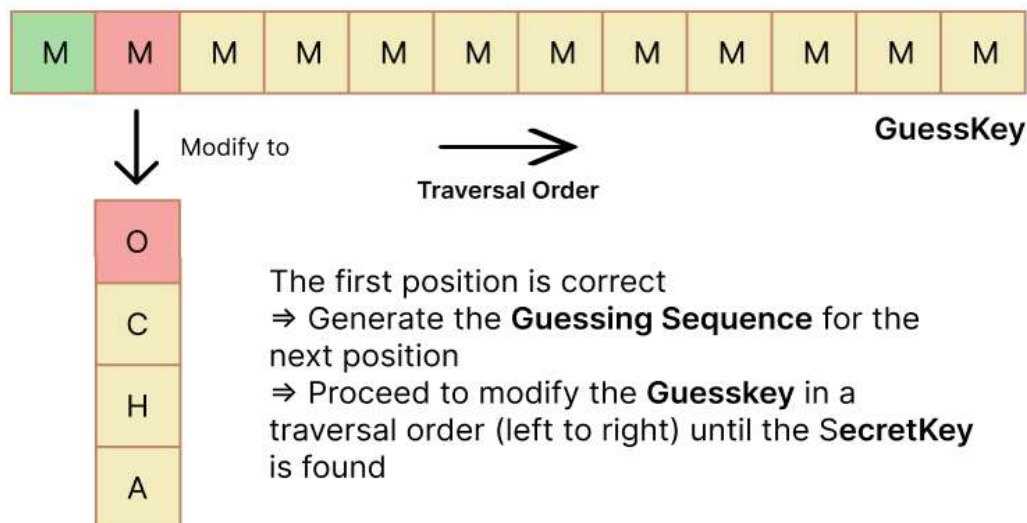 M M M M M M M M M M M M
GuessKey
Modify to
Traversal Order
O
C
H
A
The first position is correct
⇒ Generate the Guessing Sequence for the
next position
⇒ Proceed to modify the Guesskey in a
traversal order (left to right) until the SecretKey
is found